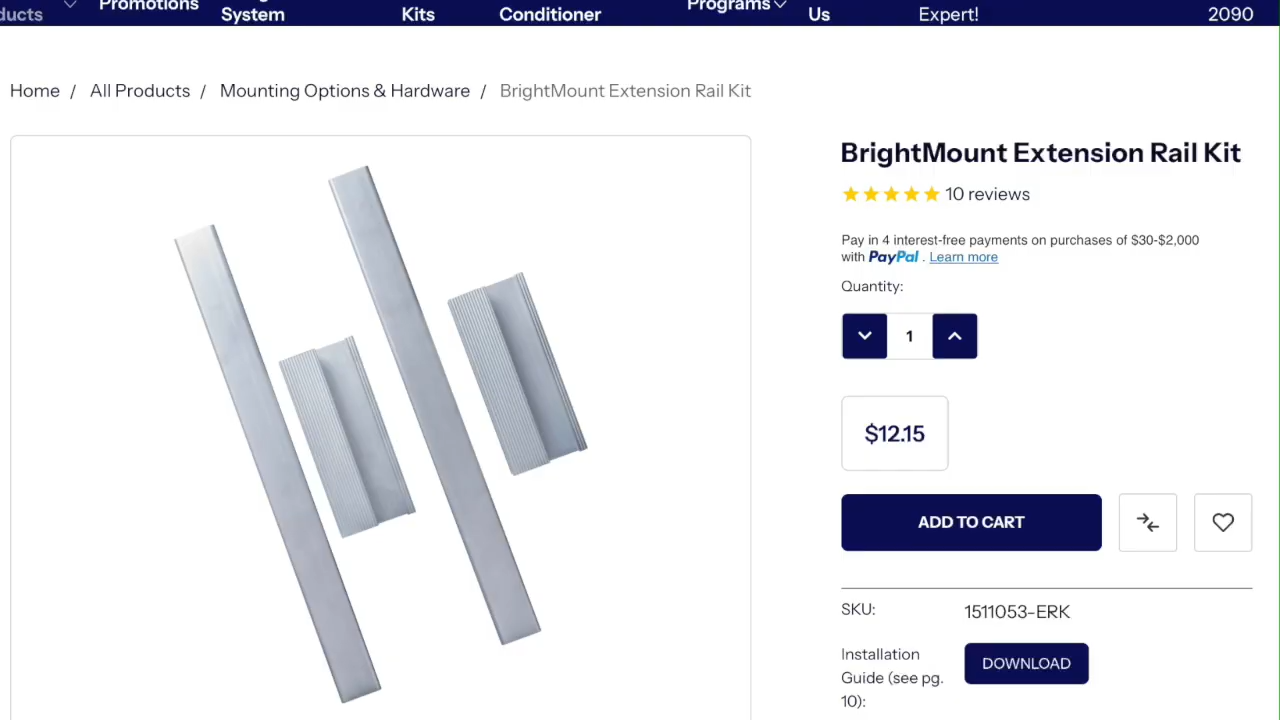 ducts
Promotions
System
Kits
Conditioner
Programs
Us
Expert!
2090
Home / All Products / Mounting Options & Hardware / BrightMount Extension Rail Kit
BrightMount Extension Rail Kit
10 reviews
Pay in 4 interest-free payments on purchases of $30-$2,000
with PayPal . Learn more
Quantity:
1
$12.15
ADD TO CART
SKU: 1511053-ERK
Installation
Guide (see pg.
10):
DOWNLOAD